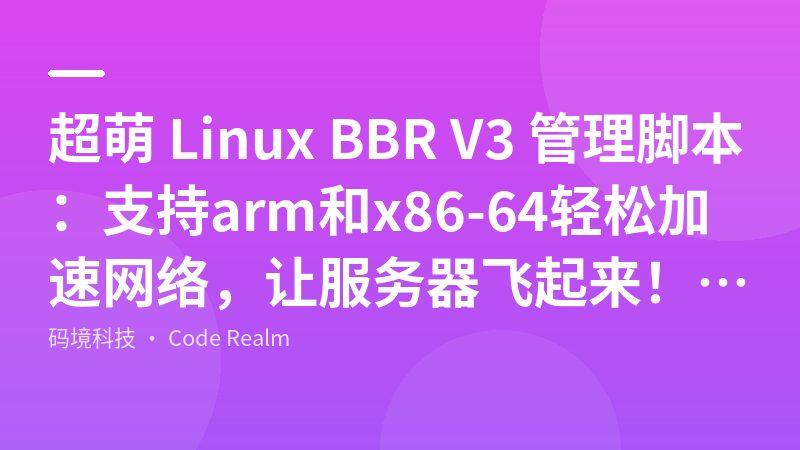 超萌 Linux BBR V3 管理脚本
：支持arm和x86-64轻松加
速网络，让服务器飞起来！…
码境科技 · Code Realm